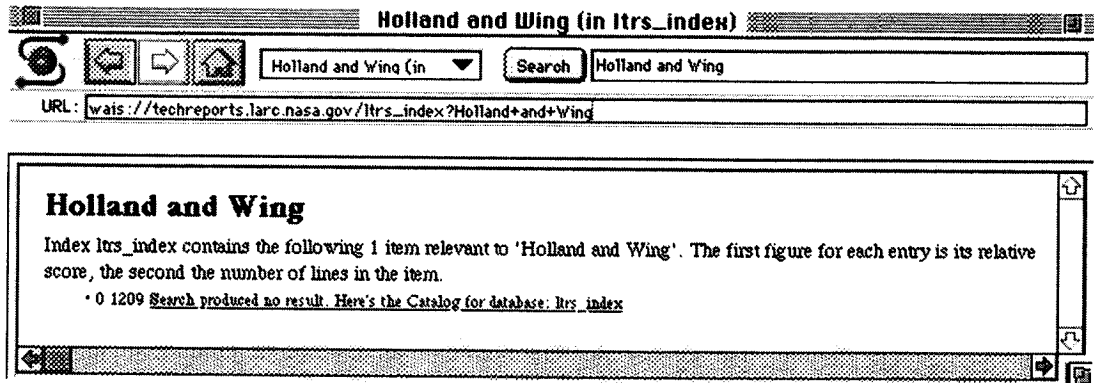 Holland and Wing (in ltrs_index)
Holland and Wing (in
Search
Holland and Wing
URL: wais://techreports.larc.nasa.gov/ltrs_index?Holland+and+Wing
Holland and Wing
Index ltrs_index contains the following 1 item relevant to 'Holland and Wing'. The first figure for each entry is its relative
score, the second the number of lines in the item.
• 0 1209 Search produced no result. Here's the Catalog for database: ltrs_index